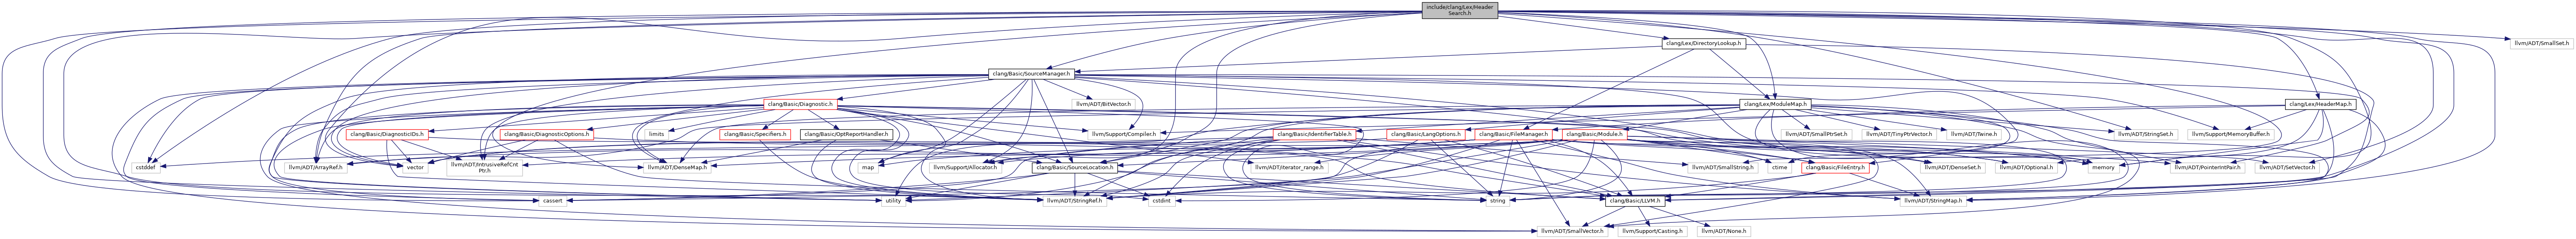 include/clang/Lex/Header
Search.h
clang/Lex/DirectoryLookup.h
llvm/ADT/SmallSet.h
clang/Basic/SourceManager.h
clang/Basic/Diagnostic.h
llvm/ADT/BitVector.h
clang/Lex/ModuleMap.h
clang/Lex/HeaderMap.h
clang/Basic/DiagnosticIDs.h
clang/Basic/DiagnosticOptions.h
limits
clang/Basic/Specifiers.h
clang/Basic/OptReportHandler.h
llvm/Support/Compiler.h
clang/Basic/IdentifierTable.h
clang/Basic/LangOptions.h
clang/Basic/FileManager.h
clang/Basic/Module.h
llvm/ADT/SmallPtrSet.h
llvm/ADT/TinyPtrVector.h
llvm/ADT/Twine.h
llvm/ADT/StringSet.h
llvm/Support/MemoryBuffer.h
cstddef
llvm/ADT/ArrayRef.h
vector
llvm/ADT/IntrusiveRefCnt
Ptr.h
llvm/ADT/DenseMap.h
map
llvm/Support/Allocator.h
clang/Basic/SourceLocation.h
llvm/ADT/iterator_range.h
llvm/ADT/SmallString.h
ctime
clang/Basic/FileEntry.h
llvm/ADT/DenseSet.h
llvm/ADT/Optional.h
memory
llvm/ADT/PointerIntPair.h
llvm/ADT/SetVector.h
cassert
utility
llvm/ADT/StringRef.h
cstdint
string
clang/Basic/LLVM.h
llvm/ADT/StringMap.h
llvm/ADT/SmallVector.h
llvm/Support/Casting.h
llvm/ADT/None.h